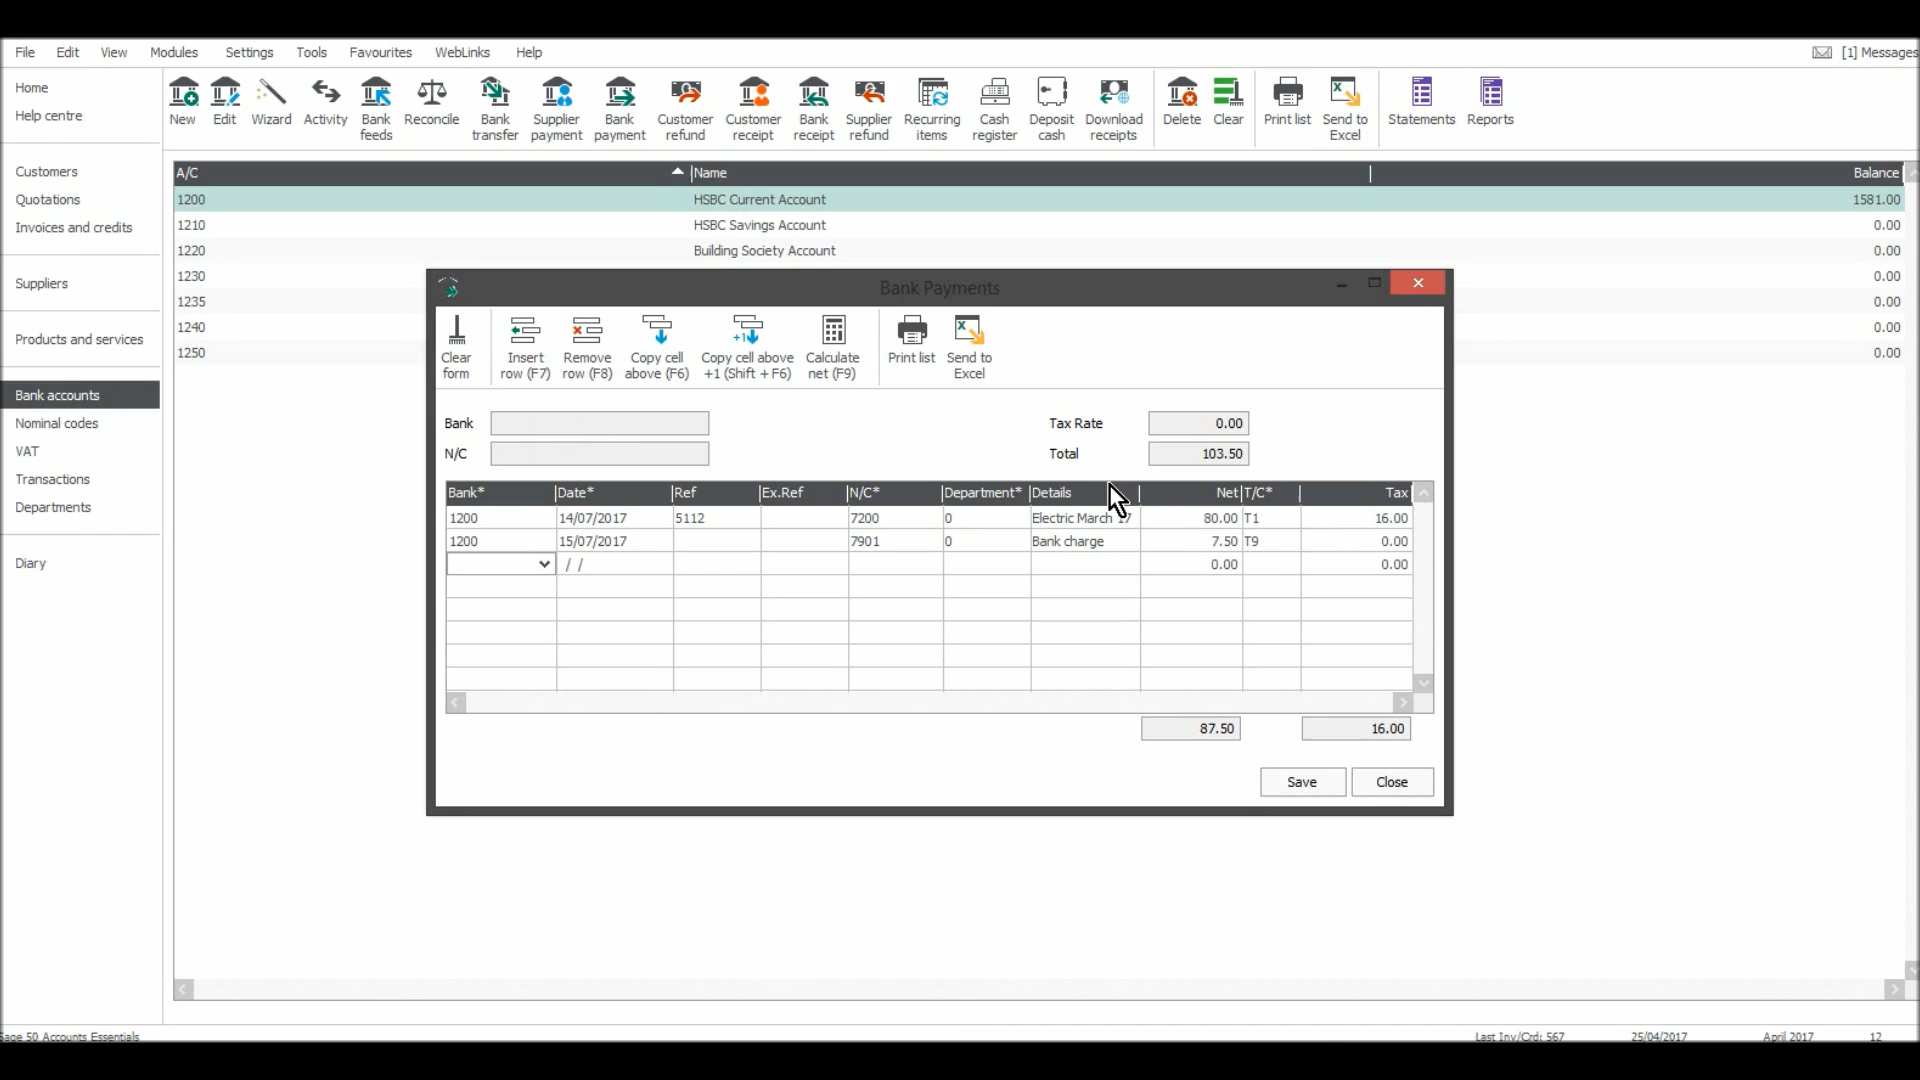 File Edit View Modules Settings Tools Favourites WebLinks Help [1] Messages
Home
Help centre
Customers
Quotations
Invoices and credits
Suppliers
Products and services
Bank accounts
Nominal codes
VAT
Transactions
Departments
Diary
New Edit Wizard Activity Bank feeds Reconcile Bank transfer Supplier payment Bank payment Customer refund Customer receipt Bank receipt Supplier refund Recurring items Cash register Deposit cash Download receipts Delete Clear Print list Send to Excel Statements Reports
A/C Name Balance
1200 HSBC Current Account 1581.00
1210 HSBC Savings Account 0.00
1220 Building Society Account 0.00
1230 0.00
1235 0.00
1240 0.00
1250 0.00
Bank Payments
Clear form Insert row (F7) Remove row (F8) Copy cell above (F6) Copy cell above +1 (Shift + F6) Calculate net (F9) Print list Send to Excel
Bank Tax Rate 0.00
N/C Total 103.50
Bank* Date* Ref Ex.Ref N/C* Department* Details Net T/C* Tax
1200 14/07/2017 5112 7200 0 Electric March 17 80.00 T1 16.00
1200 15/07/2017 7901 0 Bank charge 7.50 T9 0.00
/ / 0.00 0.00
87.50 16.00
Save Close
Sage 50 Accounts Essentials Last Inv/Crd: 567 25/04/2017 April 2017 12